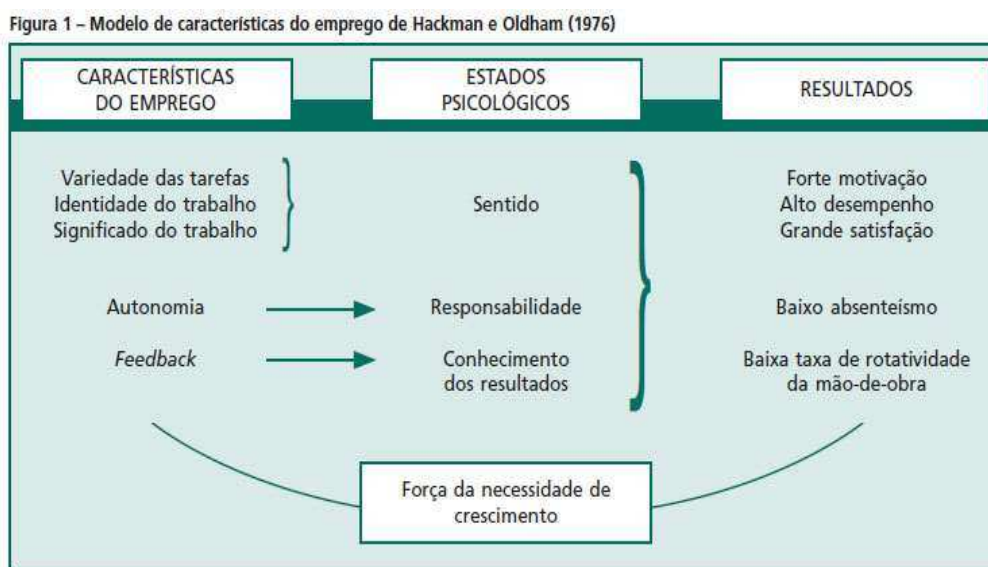 Figura 1 – Modelo de características do emprego de Hackman e Oldham (1976)
CARACTERÍSTICAS
DO EMPREGO
ESTADOS
PSICOLÓGICOS
RESULTADOS
Variedade das tarefas
Identidade do trabalho
Significado do trabalho
Sentido
Forte motivação
Alto desempenho
Grande satisfação
Autonomia
Responsabilidade
Baixo absenteísmo
Feedback
Conhecimento
dos resultados
Baixa taxa de rotatividade
da mão-de-obra
Força da necessidade de
crescimento